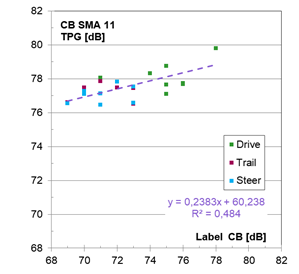 CB SMA 11
TPG [dB]
82
80
78
76
74
72
70
68
Drive
Trail
Steer
y = 0,2383x + 60,238
R² = 0,484
Label CB [dB]
68 70 72 74 76 78 80 82